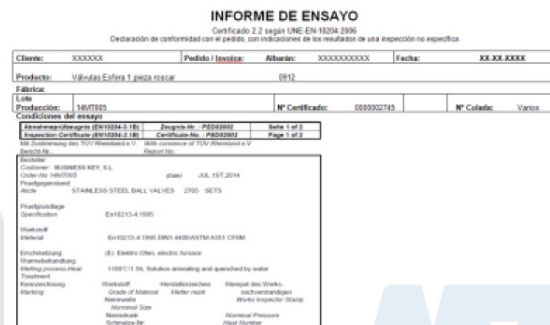 INFORME DE ENSAYO
Certificado 2.2 según UNE-EN-10204:2006
Declaración de conformidad con el pedido, con indicaciones de los resultados de una inspección no específica
Cliente: XXXXXX Pedido / Invoice: Albarán: XXXXXXXXXX Fecha: XX-XX-XXXX
Producto: Válvulas Esfera 1 pieza roscar 0912
Fábrica:
Lote
Producción: 14MT005 Nº Certificado: 0000002745 Nº Colada: Varios
Condiciones del ensayo
Abnahmeprüfzeugnis (EN10204-3.1B) Zeugnis-Nr.: PED02602 Seite 1 of 2
Inspection Certificate (EN10204-3.1B) Certificate-No.: PED02602 Page 1 of 2
Mit Zustimmung des TÜV Rheinland e.V. With consence of TÜV Rheinland e.V
Bericht-Nr.: Report No.:
Besteller
Customer BUSINESS KEY, S.L.
Order-No 14MT005 (Date) JUL.1ST,2014
Pruefgegenstand
Article STAINLESS STEEL BALL VALVES 2705 SETS
Pruefgrundlage
Specification En10213-4:1995
Werkstoff
Material En10213-4:1995 DIN1.4408/ASTM A351 CF8M
Erschmelzung (E): Elektro-Ofen, electric furnace
Warmebehandlung
Melting process-Heat 1100°C/1.5h, Solution annealing and quenched by water
Treatment
Kennzeichnung Werkstoff Herstellerzeichen Stempel des Werks-
Marking Grade of Material Melter mark sachverständigen
Nennweite Works Inspector Stamp
Nominal Size
Nenndruck Nominal Pressure
Schmelze-Nr. Heat Number